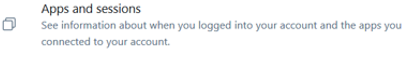 Apps and sessions
See information about when you logged into your account and the apps you
connected to your account.